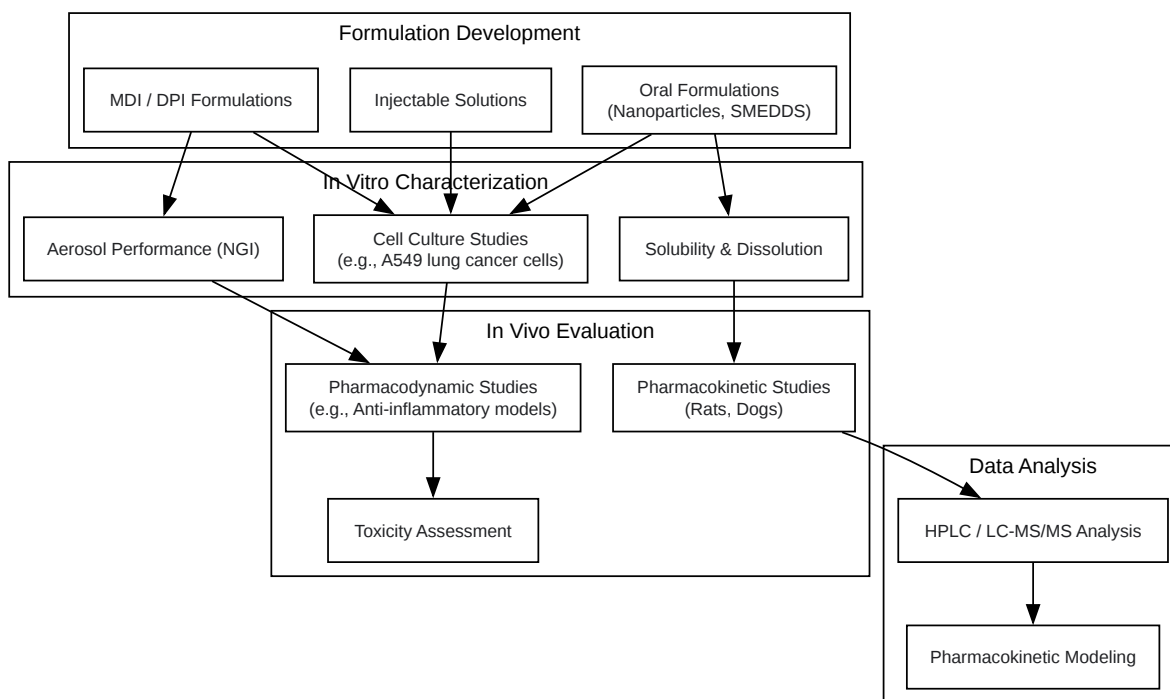 Formulation Development
MDI / DPI Formulations
Injectable Solutions
Oral Formulations
(Nanoparticles, SMEDDS)
In Vitro Characterization
Aerosol Performance (NGI)
Cell Culture Studies
(e.g., A549 lung cancer cells)
Solubility & Dissolution
In Vivo Evaluation
Pharmacodynamic Studies
(e.g., Anti-inflammatory models)
Pharmacokinetic Studies
(Rats, Dogs)
Toxicity Assessment
Data Analysis
HPLC / LC-MS/MS Analysis
Pharmacokinetic Modeling